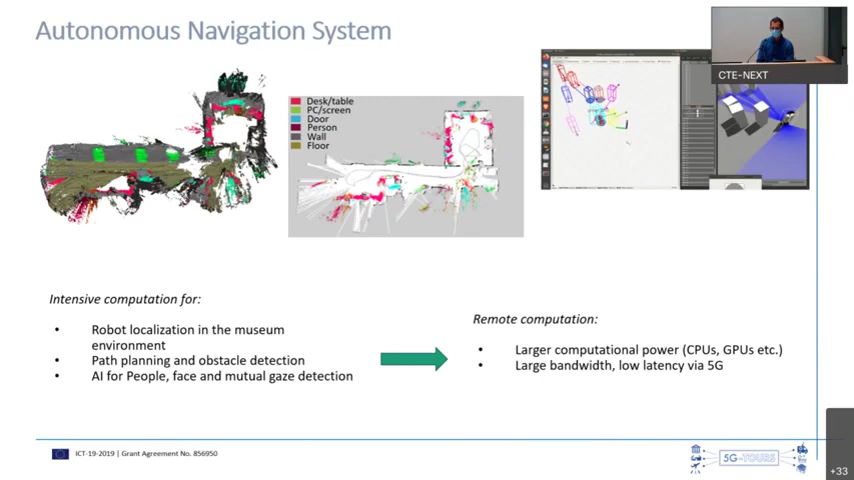 Autonomous Navigation System
CTE-NEXT
Desk/table
PC/screen
Door
Person
Wall
Floor
Intensive computation for:
• Robot localization in the museum
environment
• Path planning and obstacle detection
• AI for People, face and mutual gaze detection
Remote computation:
• Larger computational power (CPUs, GPUs etc.)
• Large bandwidth, low latency via 5G
ICT-19-2019 | Grant Agreement No. 856950
5G-TOURS
+33